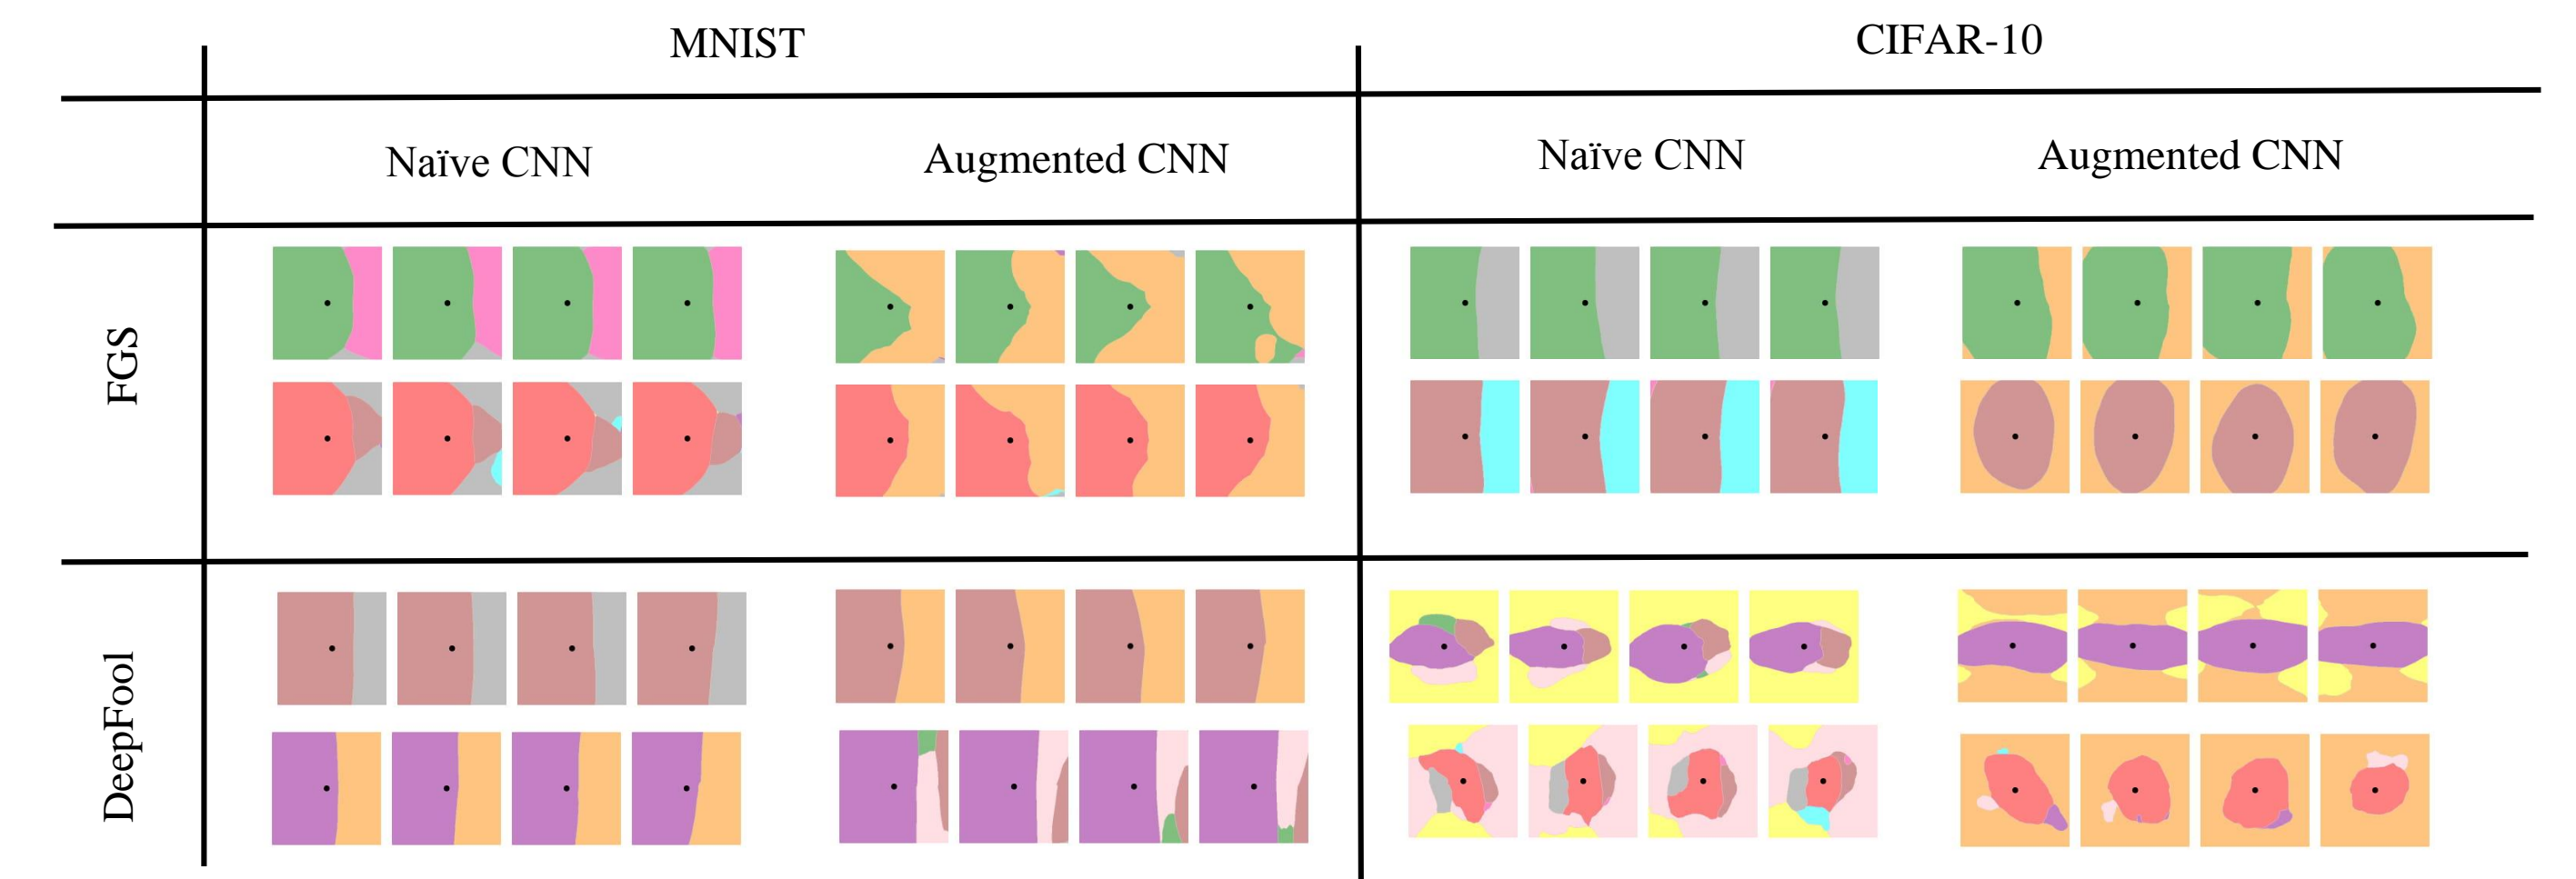 MNIST
CIFAR-10
Naïve CNN
Augmented CNN
Naïve CNN
Augmented CNN
FGS
DeepFool